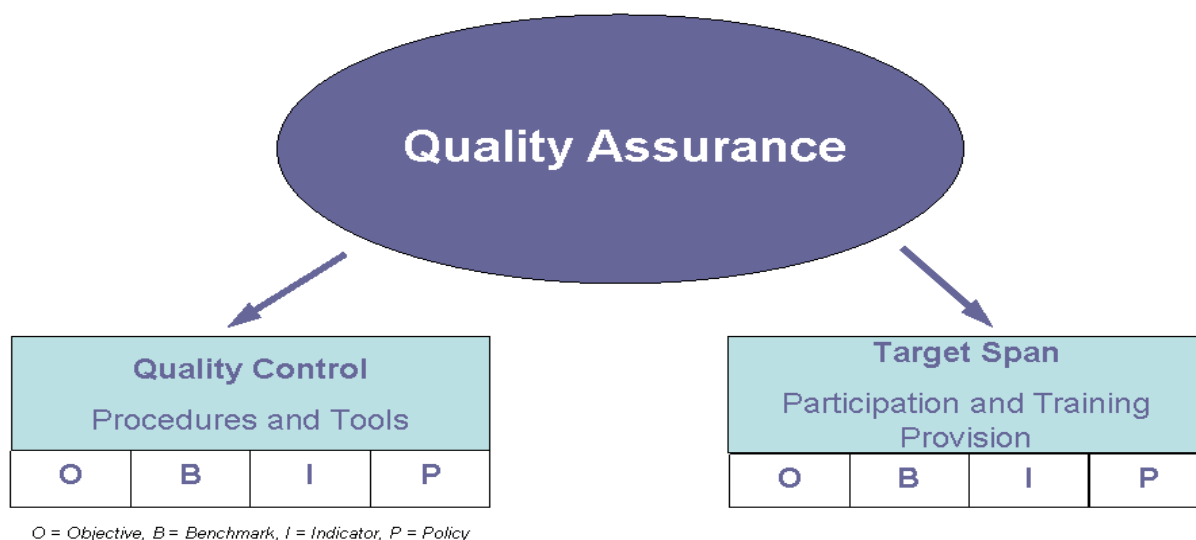 Quality Assurance
Quality Control
Procedures and Tools
O B I P
Target Span
Participation and Training
Provision
O B I P
O = Objective, B = Benchmark, I = Indicator, P = Policy